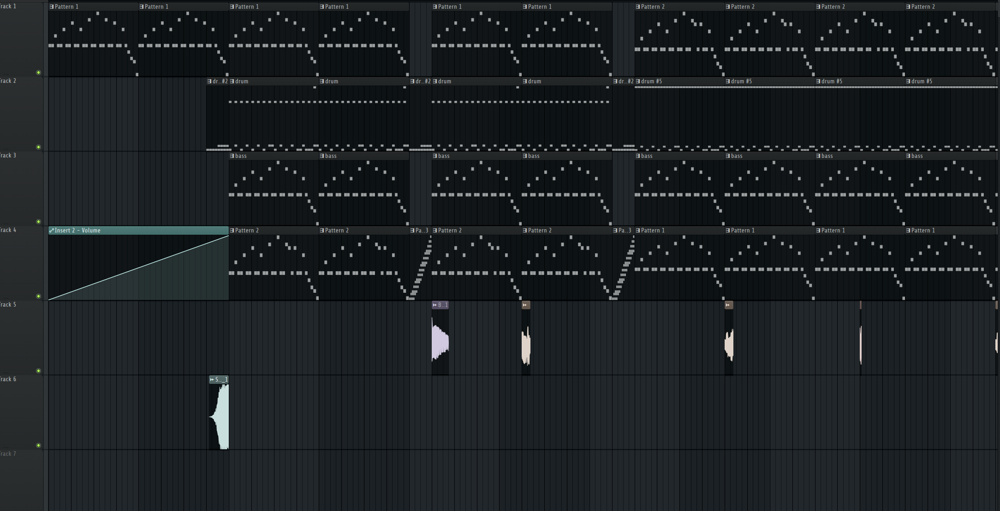 rack 1
Pattern 1 Pattern 1 Pattern 1 Pattern 1 Pattern 1 Pattern 1 Pattern 2 Pattern 2 Pattern 2 Pattern 2
rack 2
dr..#2 drum drum dr..#2 drum drum dr..#2 drum #5 drum #5 drum #5 drum #5
rack 3
bass bass bass bass bass bass bass bass
rack 4
Insert 2 - Volume Pattern 2 Pattern 2 Pa..3 Pattern 2 Pattern 2 Pa..3 Pattern 1 Pattern 1 Pattern 1 Pattern 1
rack 5
B..1
rack 6
S.._1
rack 7